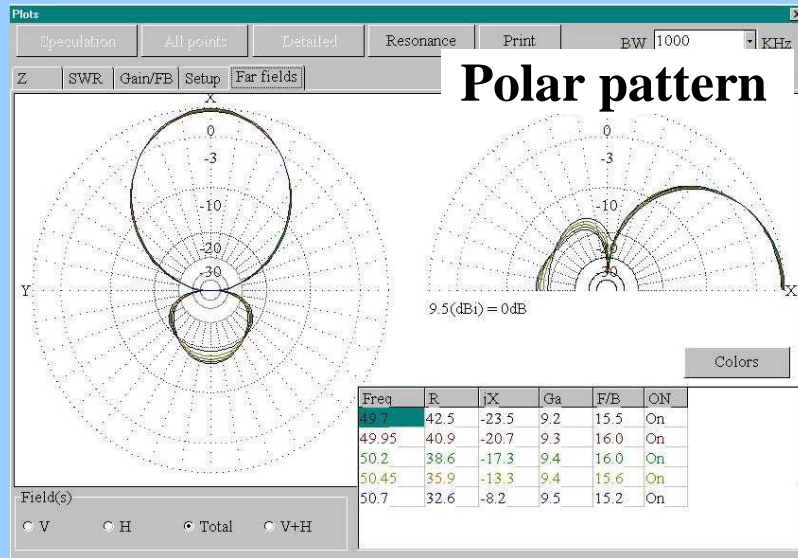 Plots
Speculation All points Detailed Resonance Print BW 1000 KHz
Z SWR Gain/FB Setup Far fields
Polar pattern
X
0
-3
-10
-20
-30
Y
0
-3
-10
-20
-30
X
9.5(dBi) = 0dB
Colors
Freq R jX Ga F/B ON
49.7 42.5 -23.5 9.2 15.5 On
49.95 40.9 -20.7 9.3 16.0 On
50.2 38.6 -17.3 9.4 16.0 On
50.45 35.9 -13.3 9.4 15.6 On
50.7 32.6 -8.2 9.5 15.2 On
Field(s)
V H Total V+H